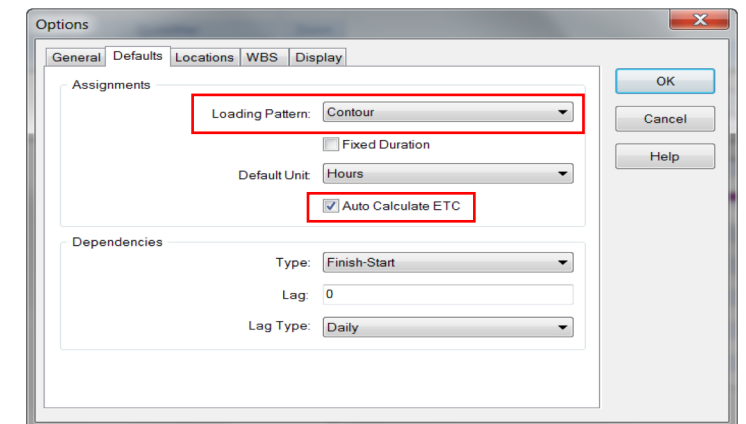 Options
General Defaults Locations WBS Display
Assignments
Loading Pattern: Contour
Fixed Duration
Default Unit: Hours
Auto Calculate ETC
Dependencies
Type: Finish-Start
Lag: 0
Lag Type: Daily
OK
Cancel
Help